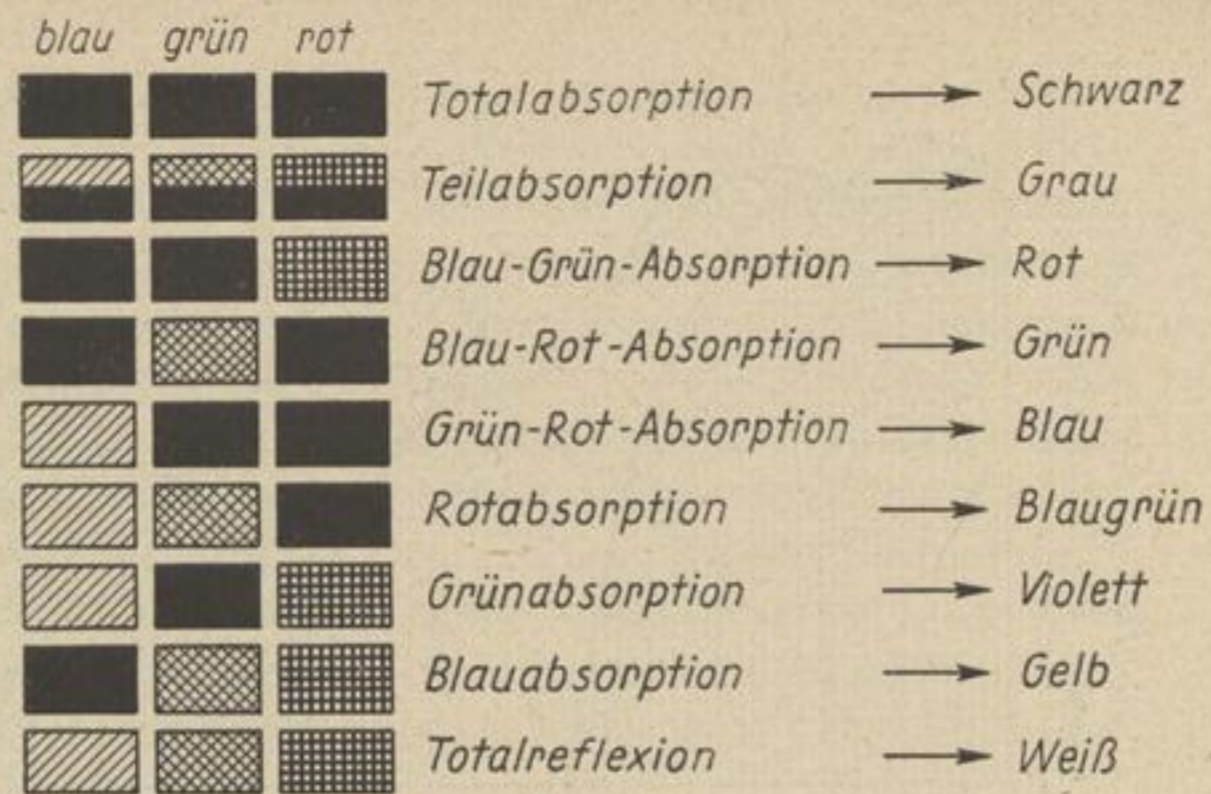 blau grün rot
Totalabsorption → Schwarz
Teilabsorption → Grau
Blau-Grün-Absorption → Rot
Blau-Rot-Absorption → Grün
Grün-Rot-Absorption → Blau
Rotabsorption → Blaugrün
Grünabsorption → Violett
Blauabsorption → Gelb
Totalreflexion → Weiß